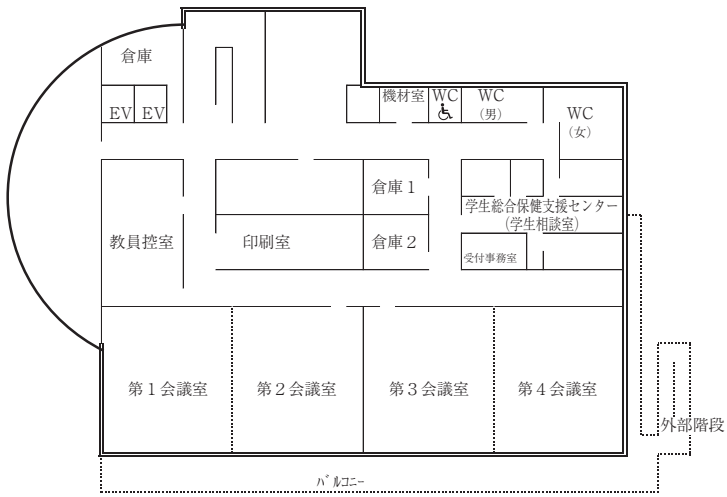 倉庫
EV
EV
機材室
WC
WC
(男)
WC
(女)
倉庫1
学生総合保健支援センター
(学生相談室)
教員控室
印刷室
倉庫2
受付事務室
第1会議室
第2会議室
第3会議室
第4会議室
外部階段
バルコニー